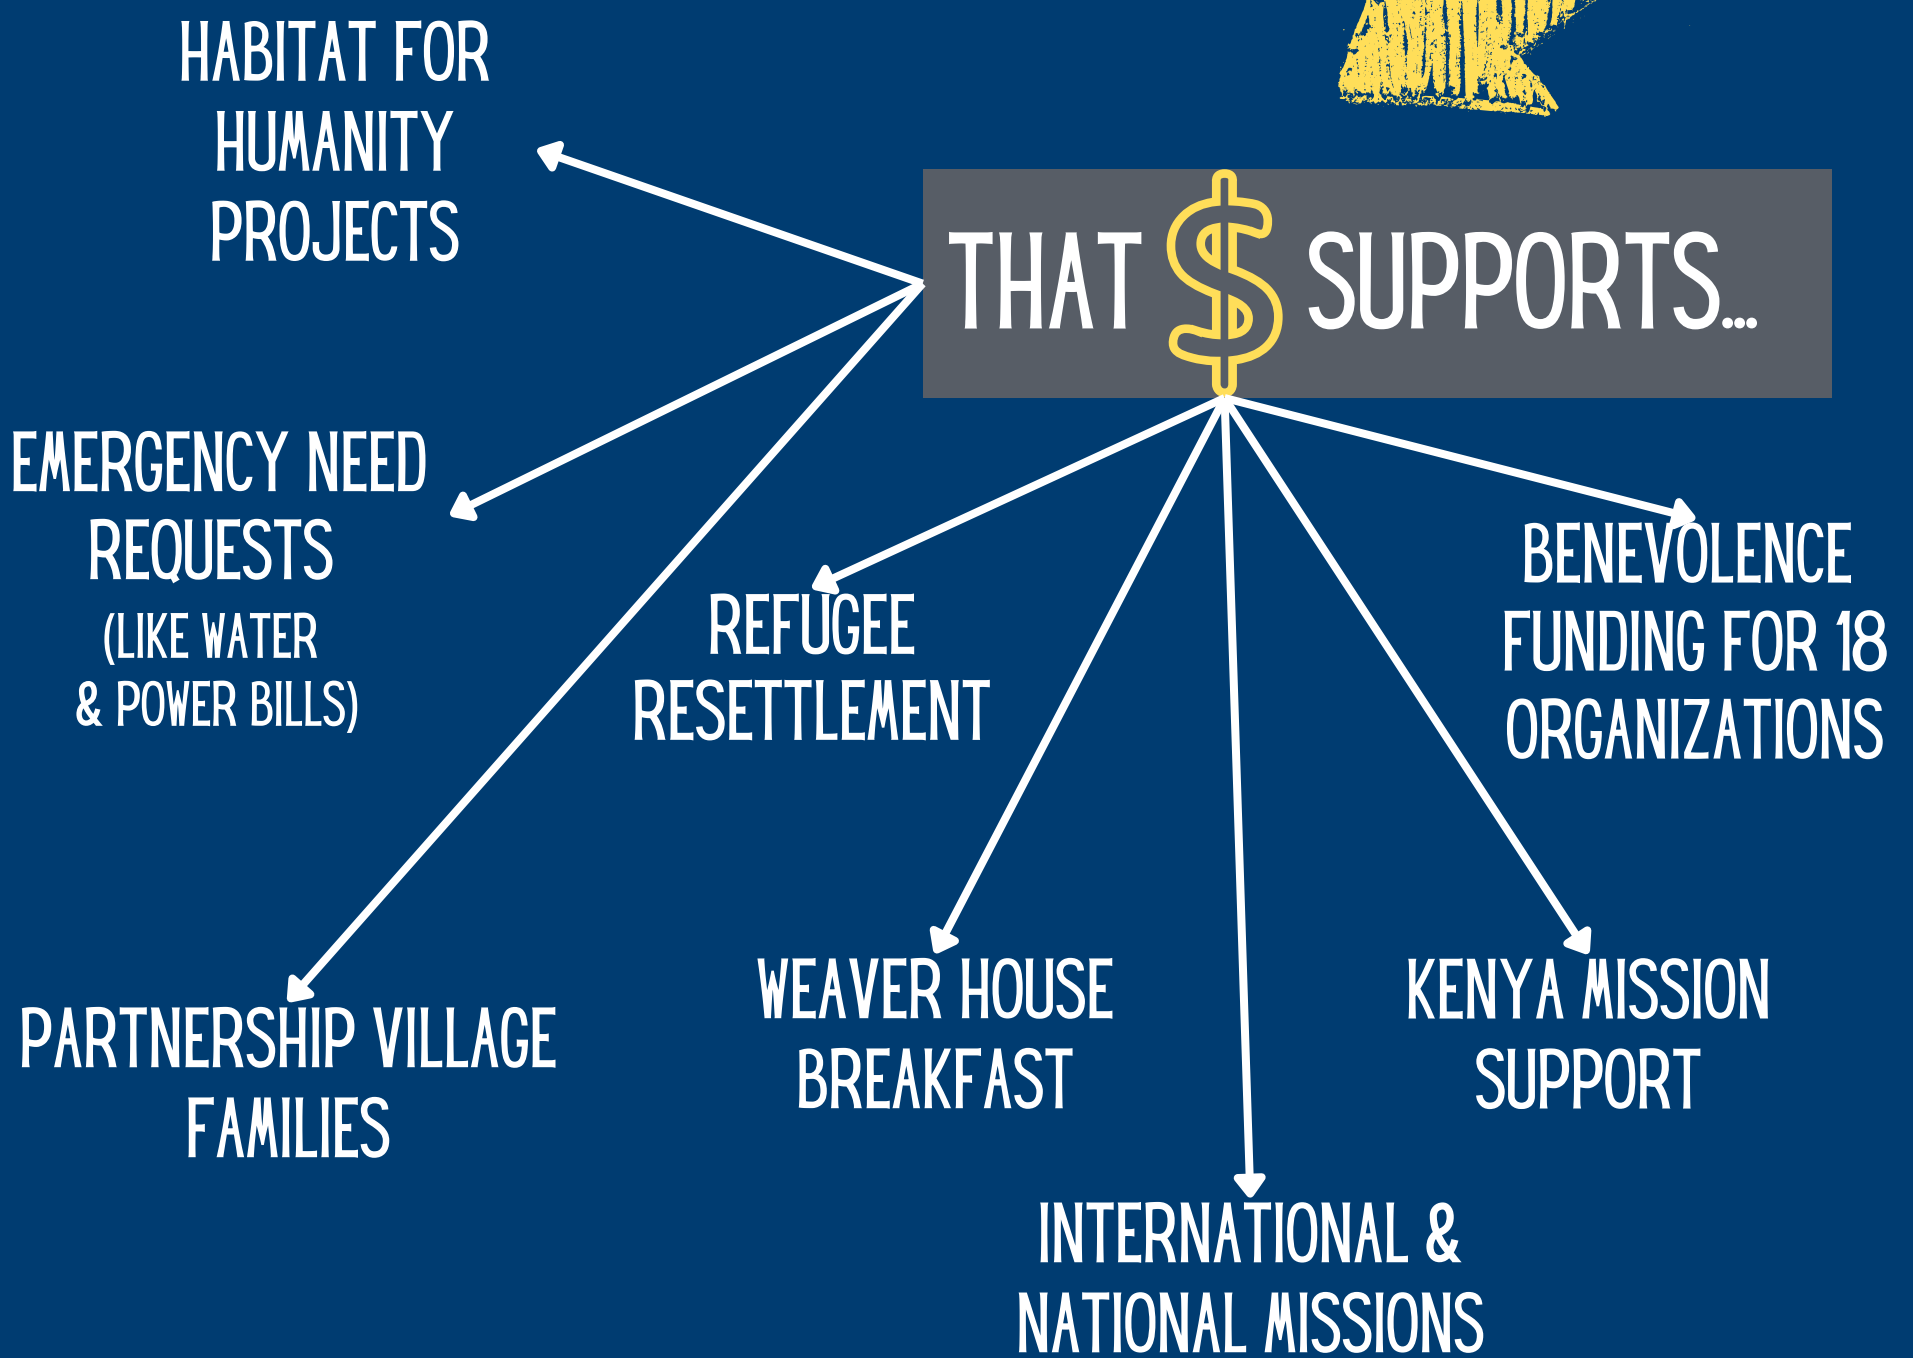 HABITAT FOR
HUMANITY
PROJECTS
THAT $ SUPPORTS...
EMERGENCY NEED
REQUESTS
(LIKE WATER
& POWER BILLS)
REFUGEE
RESETTLEMENT
BENEVOLENCE
FUNDING FOR 18
ORGANIZATIONS
PARTNERSHIP VILLAGE
FAMILIES
WEAVER HOUSE
BREAKFAST
KENYA MISSION
SUPPORT
INTERNATIONAL &
NATIONAL MISSIONS